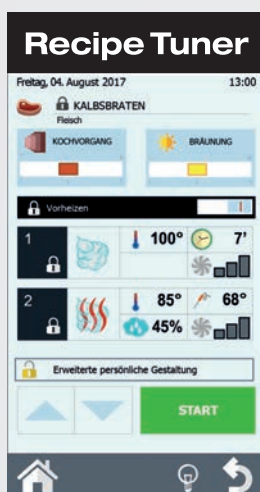 Recipe Tuner
Freitag, 04. August 2017 13:00
KALBSBRATEN
Fleisch
KOCHVORGANG BRÄUNUNG
Vorheizen
1 100° 7'
2 85° 68°
45%
Erweiterte persönliche Gestaltung
START